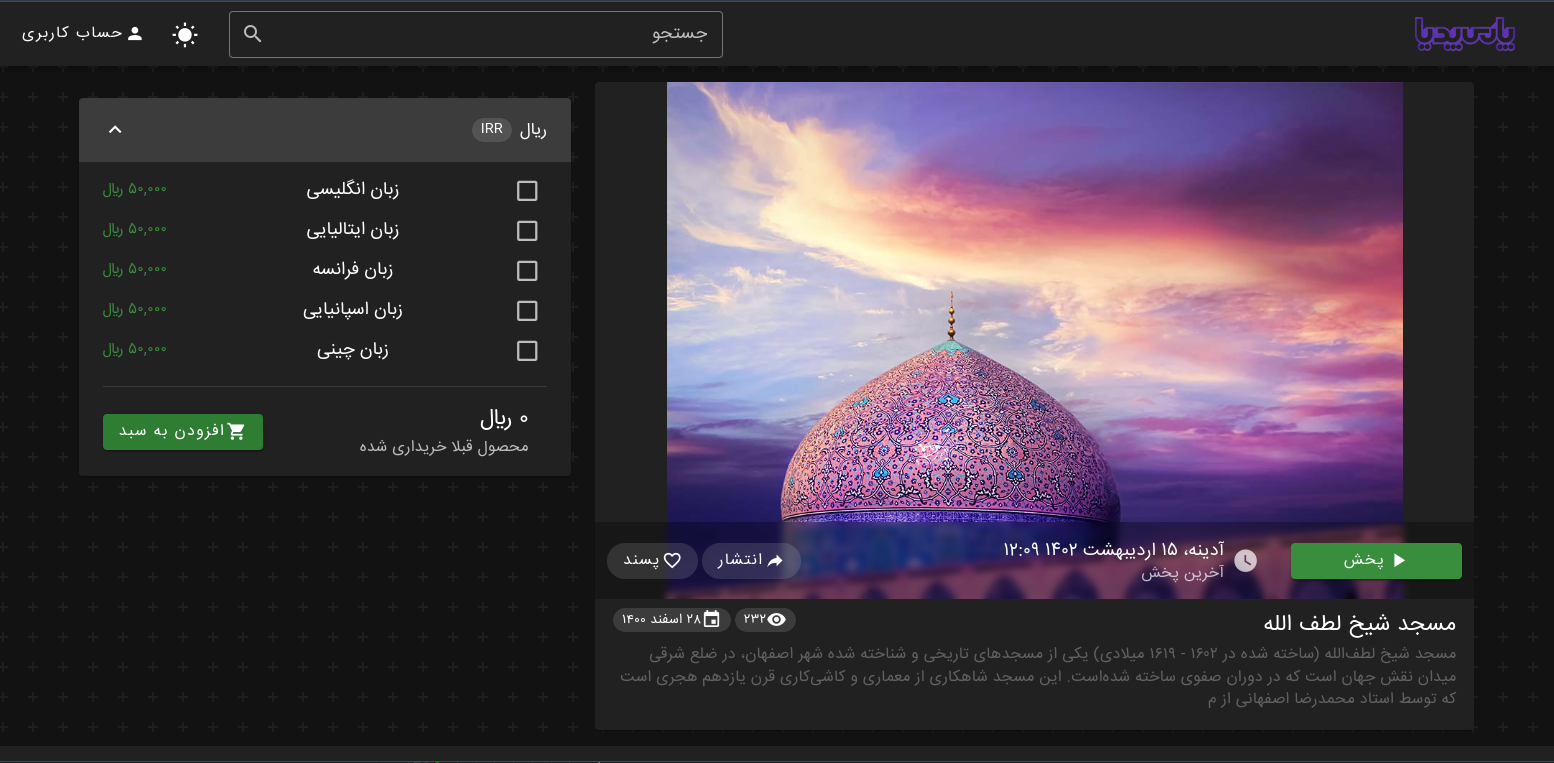 پارسی‌پدیا
جستجو
حساب کاربری
آدینه، ۱۵ اردیبهشت ۱۴۰۲ ۱۲:۰۹
آخرین پخش
پخش
انتشار
پسند
مسجد شیخ لطف الله
۲۳۲
۲۸ اسفند ۱۴۰۰
مسجد شیخ لطف‌الله (ساخته شده در ۱۶۰۲ - ۱۶۱۹ میلادی) یکی از مسجدهای تاریخی و شناخته شده شهر اصفهان، در ضلع شرقی
میدان نقش جهان است که در دوران صفوی ساخته شده‌است. این مسجد شاهکاری از معماری و کاشی‌کاری قرن یازدهم هجری است
که توسط استاد محمدرضا اصفهانی از م
ریال IRR
زبان انگلیسی ۵۰,۰۰۰ ریال
زبان ایتالیایی ۵۰,۰۰۰ ریال
زبان فرانسه ۵۰,۰۰۰ ریال
زبان اسپانیایی ۵۰,۰۰۰ ریال
زبان چینی ۵۰,۰۰۰ ریال
۰ ریال
محصول قبلا خریداری شده
افزودن به سبد